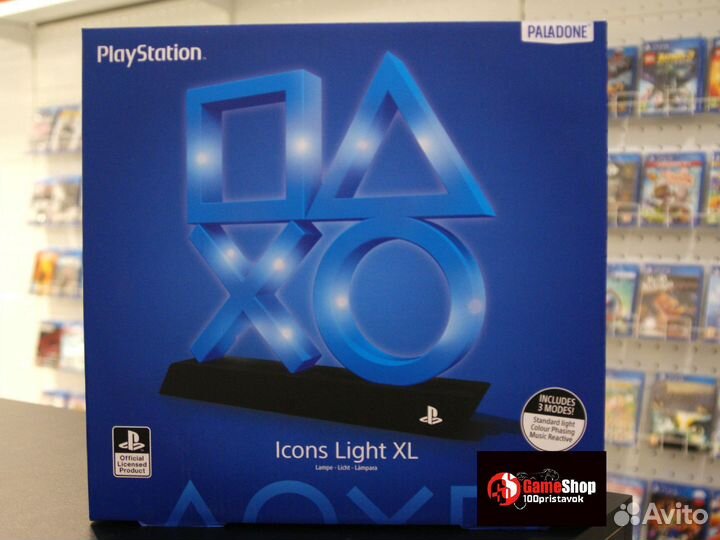 PlayStation
PALADONE
INCLUDES
3 MODES!
Standard light
Colour Phasing
Music Reactive
Icons Light XL
Lampe - Licht - Lámpara
Official
Licensed
Product
GameShop
100pristavok
Avito